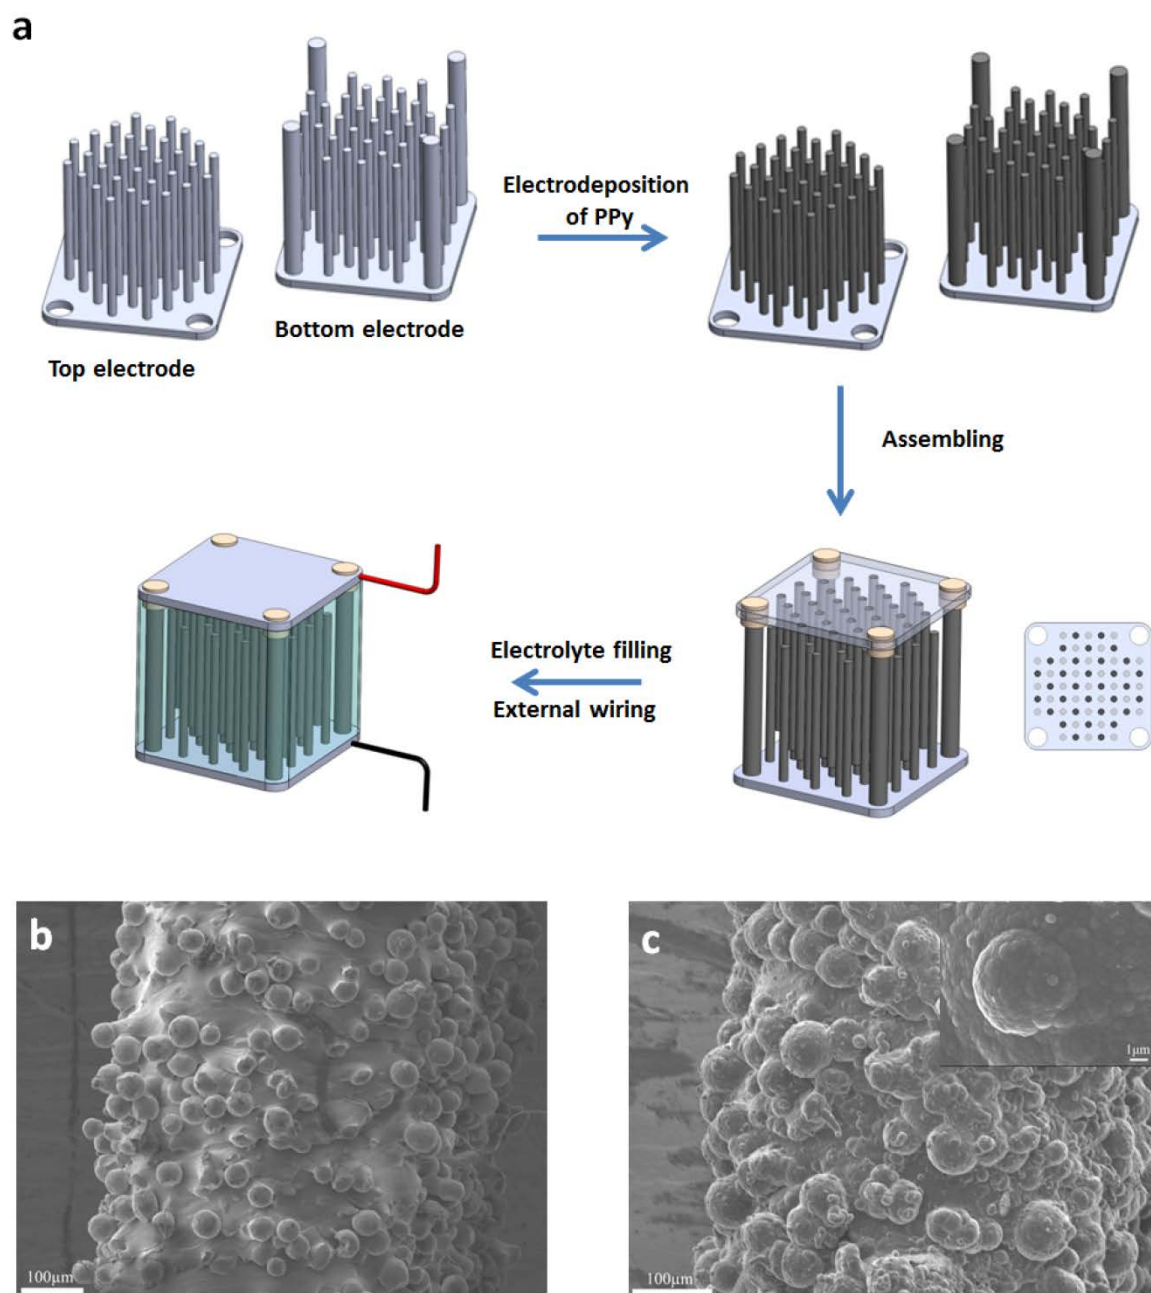 a
Electrodeposition
of PPy
Bottom electrode
Top electrode
Assembling
Electrolyte filling
External wiring
b
100μm
c
1μm
100μm